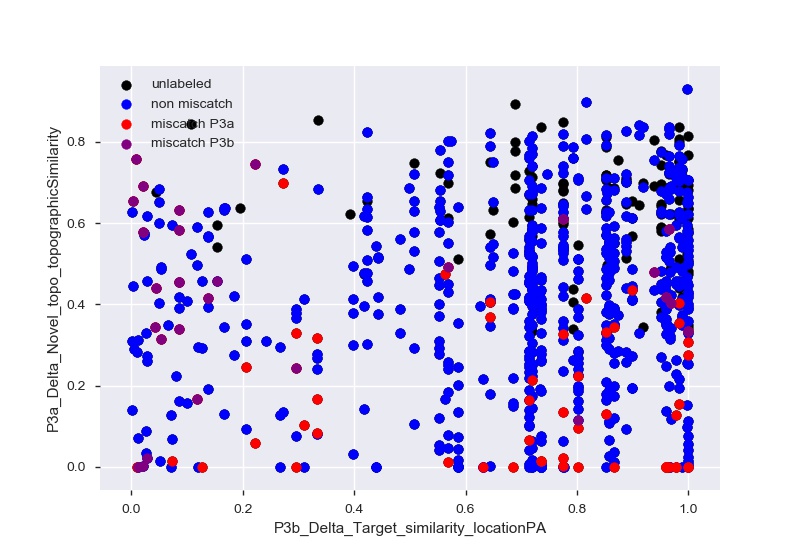 unlabeled
non miscatch
miscatch P3a
miscatch P3b
P3a_Delta_Novel_topo_topographicSimilarity
0.8
0.6
0.4
0.2
0.0
0.0 0.2 0.4 0.6 0.8 1.0
P3b_Delta_Target_similarity_locationPA